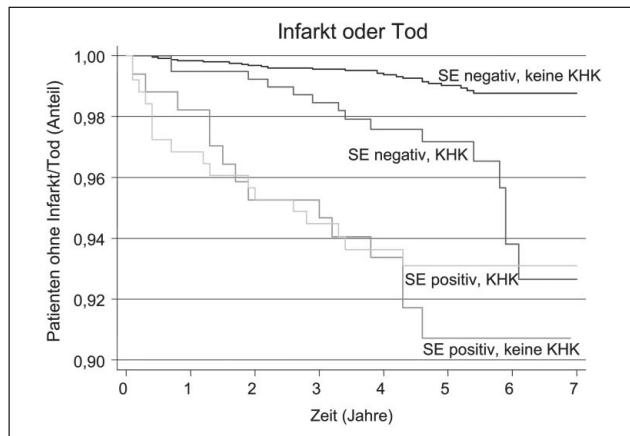 Infarkt oder Tod
Patienten ohne Infarkt/Tod (Anteil)
1,00
0,98
0,96
0,94
0,92
0,90
SE negativ, keine KHK
SE negativ, KHK
SE positiv, KHK
SE positiv, keine KHK
0 1 2 3 4 5 6 7
Zeit (Jahre)